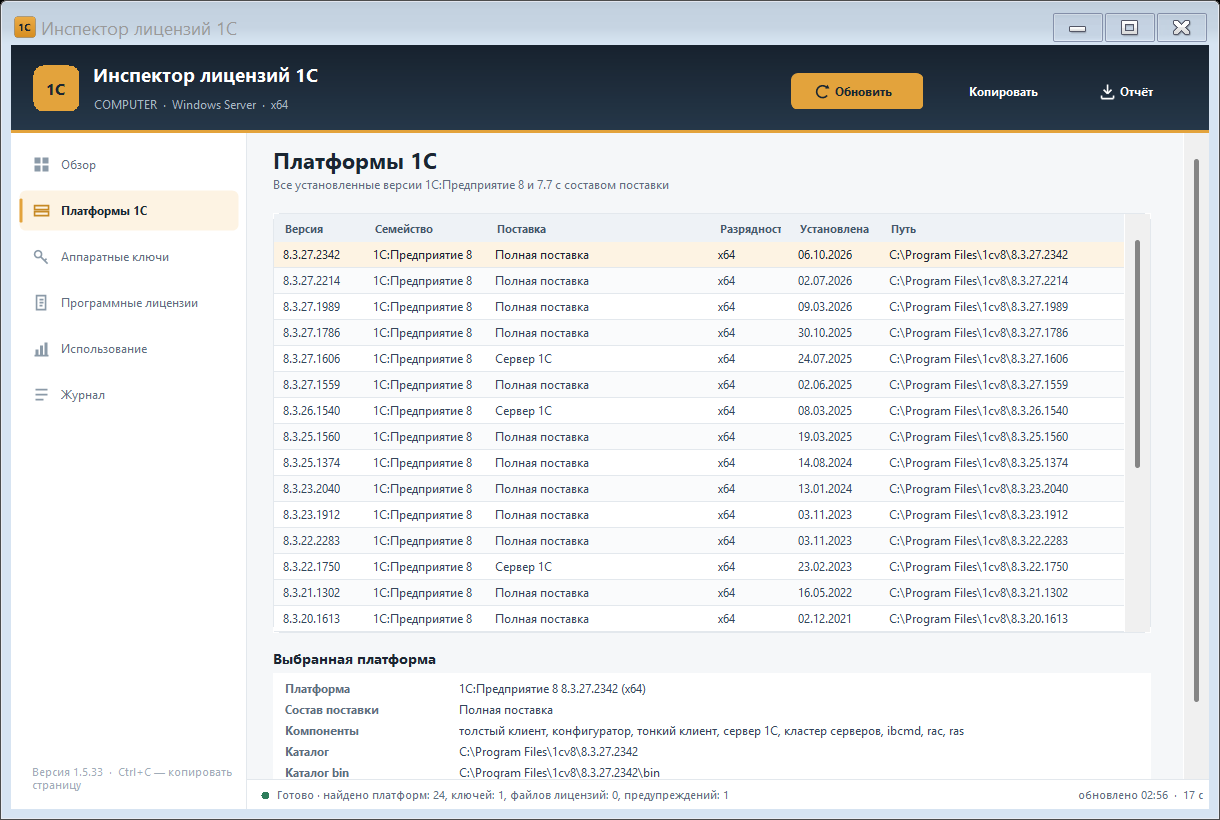 1С Инспектор лицензий 1С
1С
Инспектор лицензий 1С
COMPUTER · Windows Server · x64
Обновить
Копировать
Отчёт
Обзор
Платформы 1С
Аппаратные ключи
Программные лицензии
Использование
Журнал
Версия 1.5.33 · Ctrl+C — копировать
страницу
Платформы 1С
Все установленные версии 1С:Предприятие 8 и 7.7 с составом поставки
Версия Семейство Поставка Разрядност Установлена Путь
8.3.27.2342 1С:Предприятие 8 Полная поставка x64 06.10.2026 C:\Program Files\1cv8\8.3.27.2342
8.3.27.2214 1С:Предприятие 8 Полная поставка x64 02.07.2026 C:\Program Files\1cv8\8.3.27.2214
8.3.27.1989 1С:Предприятие 8 Полная поставка x64 09.03.2026 C:\Program Files\1cv8\8.3.27.1989
8.3.27.1786 1С:Предприятие 8 Полная поставка x64 30.10.2025 C:\Program Files\1cv8\8.3.27.1786
8.3.27.1606 1С:Предприятие 8 Сервер 1С x64 24.07.2025 C:\Program Files\1cv8\8.3.27.1606
8.3.27.1559 1С:Предприятие 8 Полная поставка x64 02.06.2025 C:\Program Files\1cv8\8.3.27.1559
8.3.26.1540 1С:Предприятие 8 Сервер 1С x64 08.03.2025 C:\Program Files\1cv8\8.3.26.1540
8.3.25.1560 1С:Предприятие 8 Полная поставка x64 19.03.2025 C:\Program Files\1cv8\8.3.25.1560
8.3.25.1374 1С:Предприятие 8 Полная поставка x64 14.08.2024 C:\Program Files\1cv8\8.3.25.1374
8.3.23.2040 1С:Предприятие 8 Полная поставка x64 13.01.2024 C:\Program Files\1cv8\8.3.23.2040
8.3.23.1912 1С:Предприятие 8 Полная поставка x64 03.11.2023 C:\Program Files\1cv8\8.3.23.1912
8.3.22.2283 1С:Предприятие 8 Полная поставка x64 03.11.2023 C:\Program Files\1cv8\8.3.22.2283
8.3.22.1750 1С:Предприятие 8 Сервер 1С x64 23.02.2023 C:\Program Files\1cv8\8.3.22.1750
8.3.21.1302 1С:Предприятие 8 Полная поставка x64 16.05.2022 C:\Program Files\1cv8\8.3.21.1302
8.3.20.1613 1С:Предприятие 8 Полная поставка x64 02.12.2021 C:\Program Files\1cv8\8.3.20.1613
Выбранная платформа
Платформа 1С:Предприятие 8 8.3.27.2342 (x64)
Состав поставки Полная поставка
Компоненты толстый клиент, конфигуратор, тонкий клиент, сервер 1С, кластер серверов, ibcmd, rac, ras
Каталог C:\Program Files\1cv8\8.3.27.2342
Каталог bin C:\Program Files\1cv8\8.3.27.2342\bin
Готово · найдено платформ: 24, ключей: 1, файлов лицензий: 0, предупреждений: 1
обновлено 02:56 · 17 с